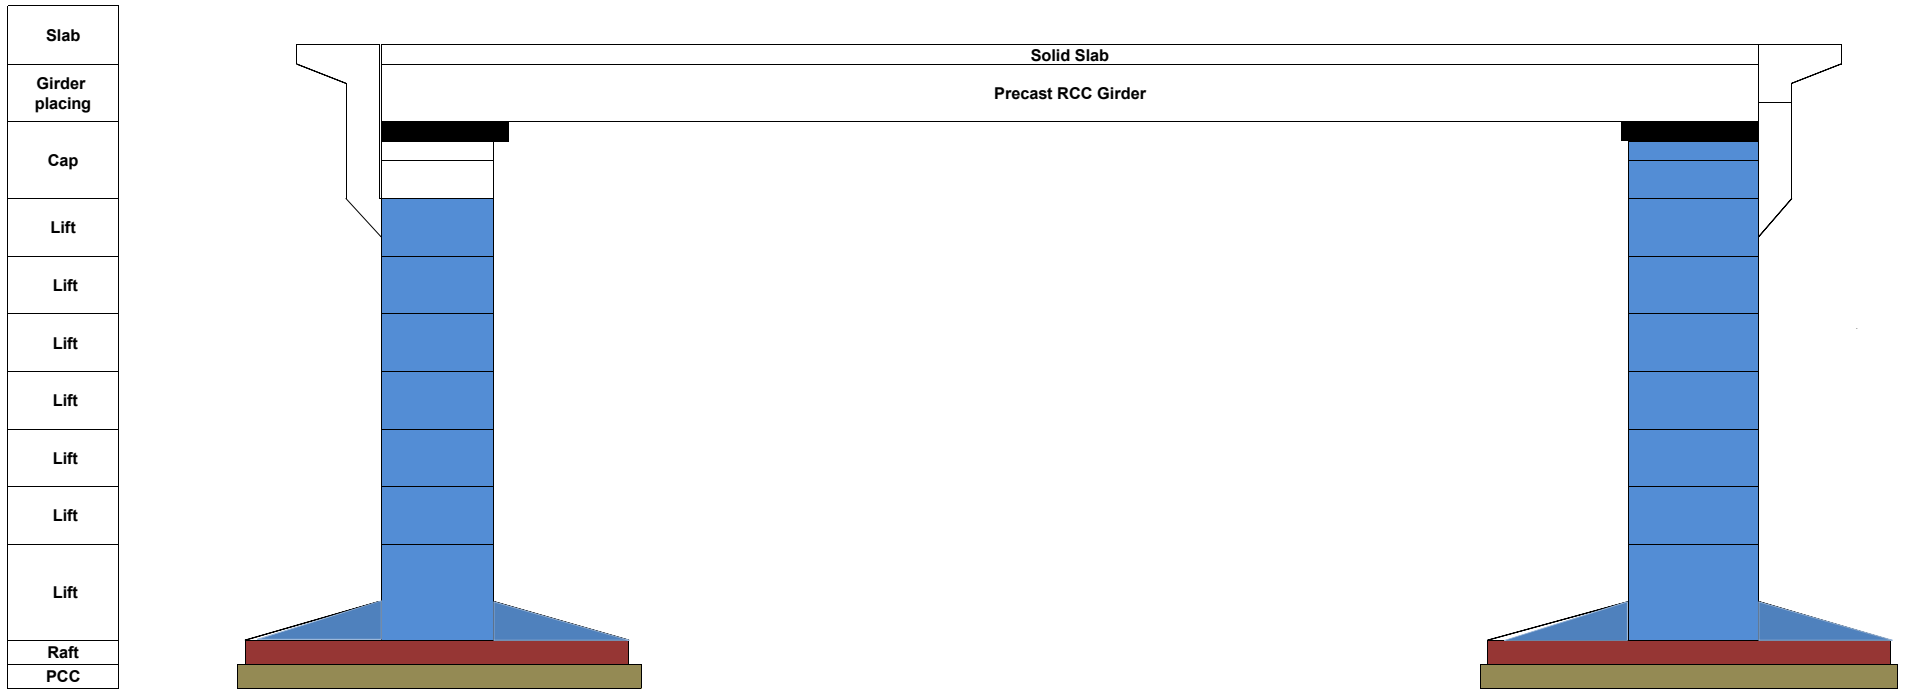 Slab
Solid Slab
Girder
placing
Precast RCC Girder
Cap
Lift
Lift
Lift
Lift
Lift
Lift
Lift
Raft
PCC